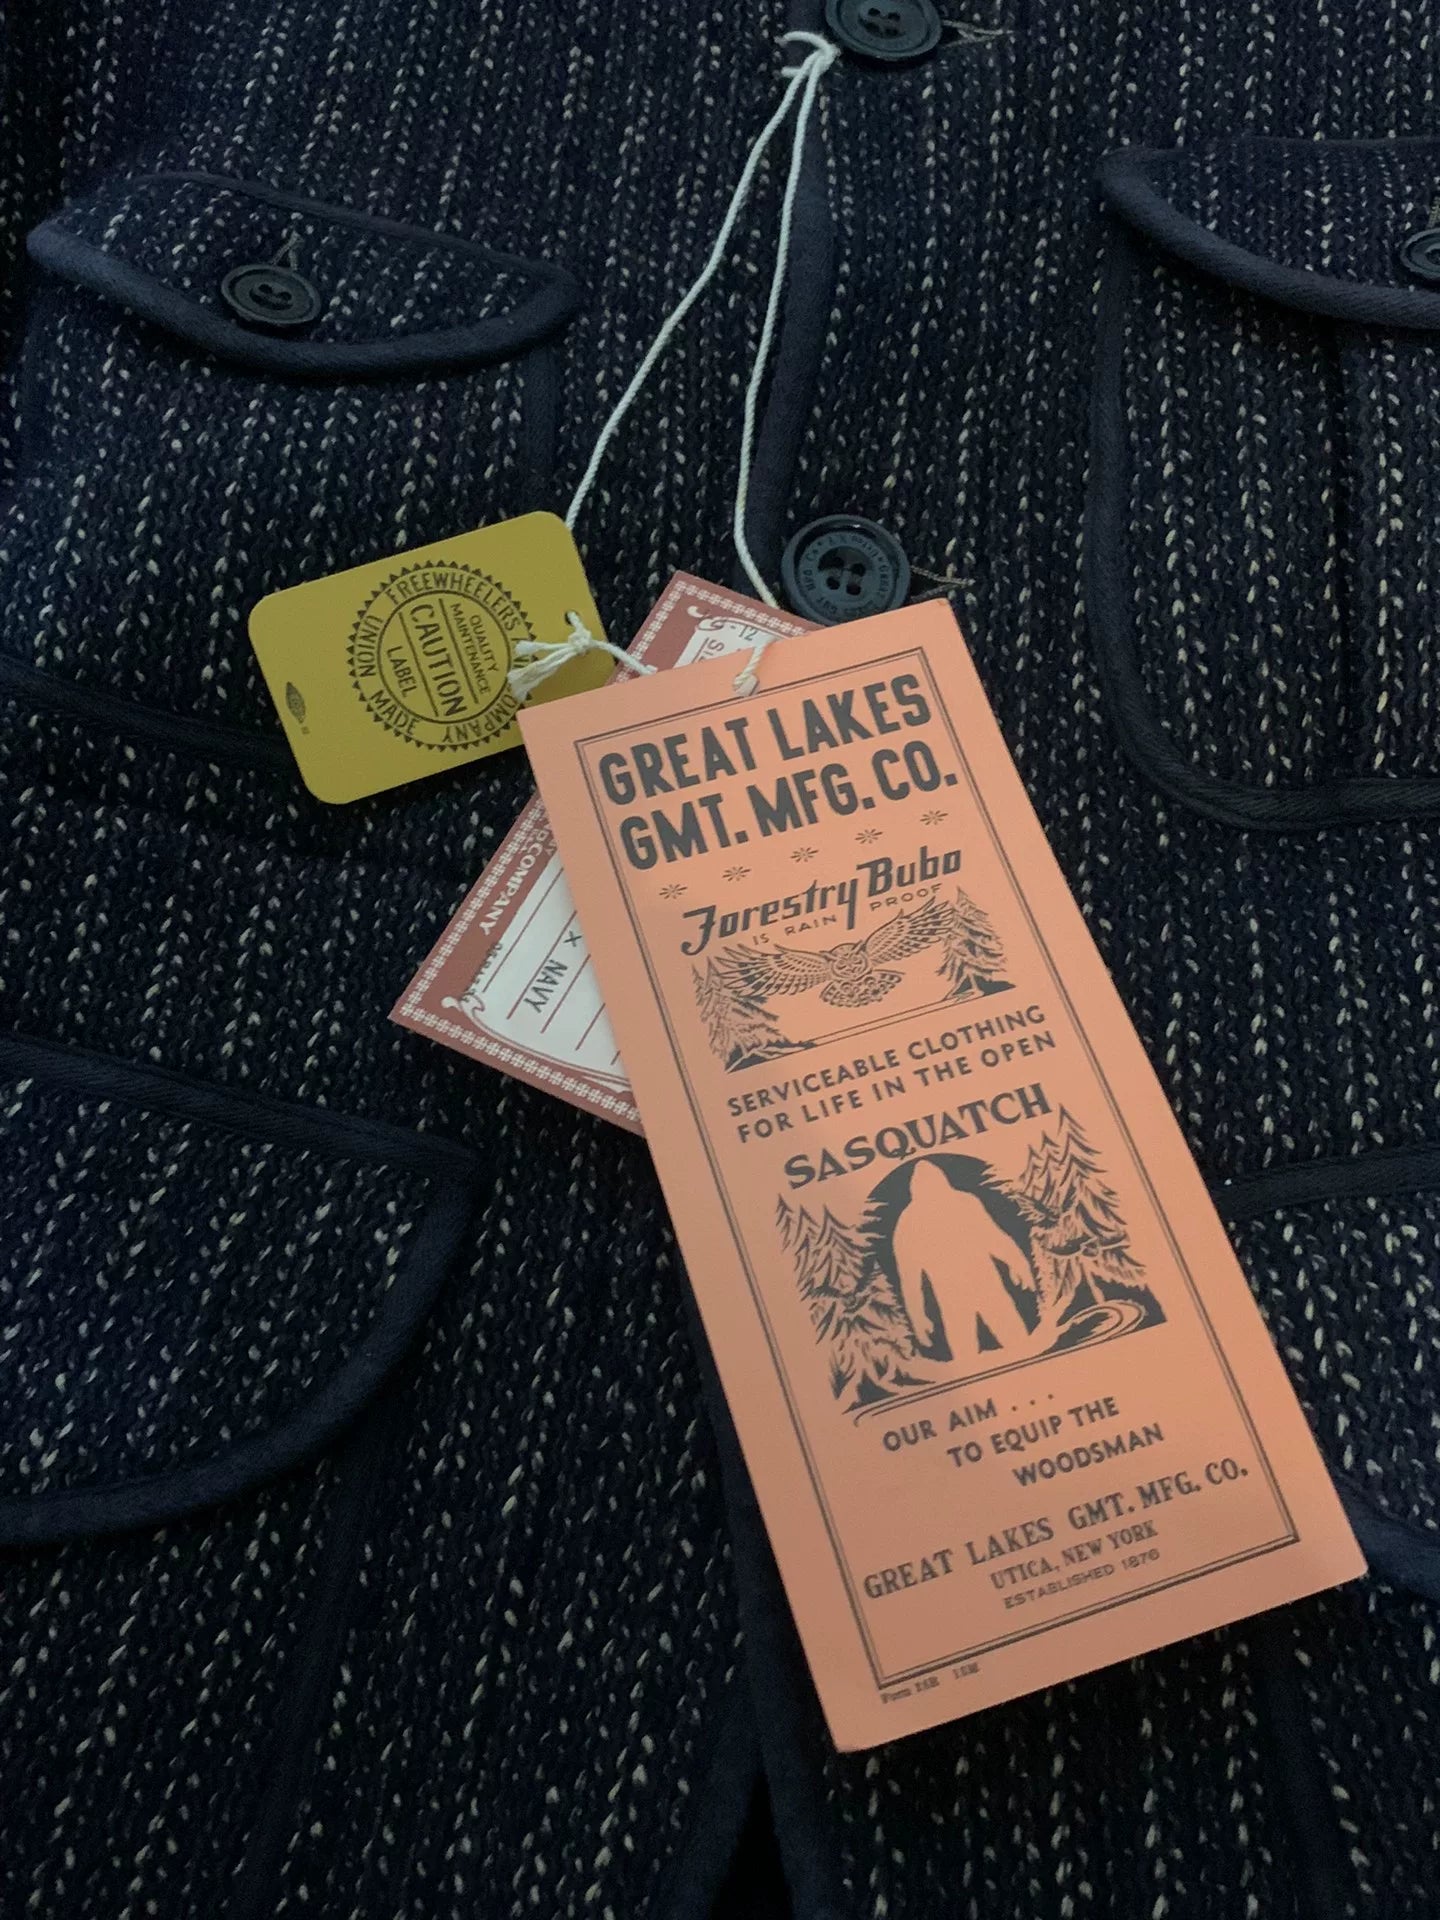 FREEWHEELERS
COMPANY
UNION MADE
QUALITY
MAINTENANCE
CAUTION
LABEL
-12
COMPANY
X NAVY
GREAT LAKES
GMT. MFG. CO.
Forestry Bubo
IS RAIN PROOF
SERVICEABLE CLOTHING
FOR LIFE IN THE OPEN
SASQUATCH
OUR AIM . . .
TO EQUIP THE
WOODSMAN
GREAT LAKES GMT. MFG. CO.
UTICA, NEW YORK
ESTABLISHED 1876